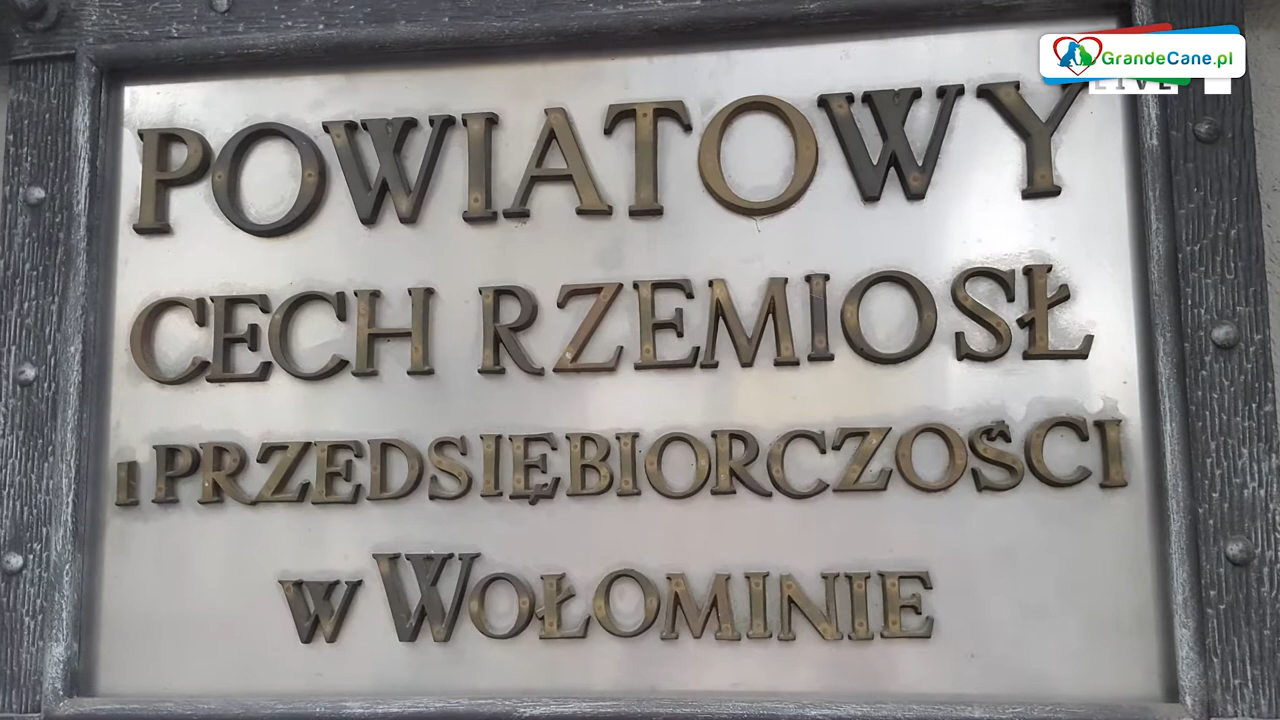 GrandeCane.pl
LIVE
POWIATOWY
CECH RZEMIOSŁ
I PRZEDSIĘBIORCZOŚCI
W WOŁOMINIE